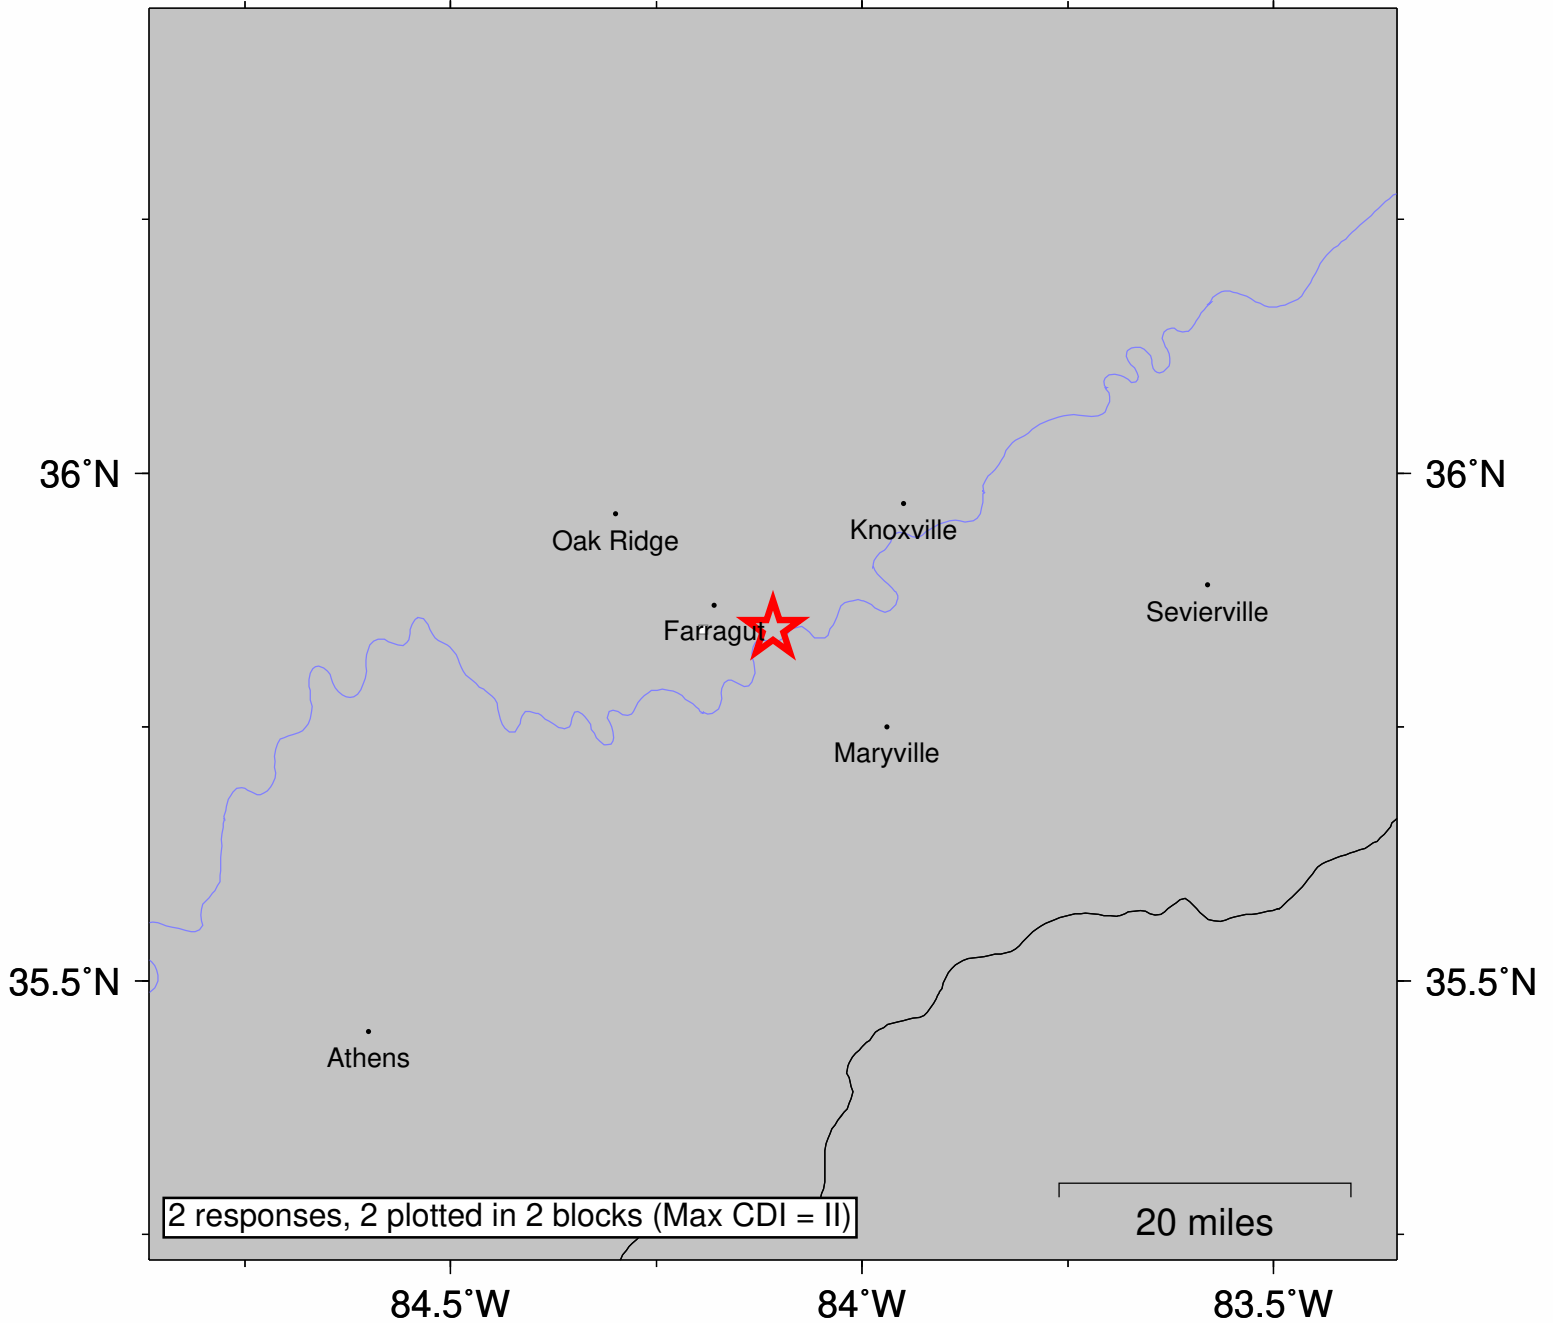 36˚N
36˚N
Oak Ridge
Knoxville
Sevierville
Farragut
Maryville
35.5˚N
35.5˚N
Athens
2 responses, 2 plotted in 2 blocks (Max CDI = II)
20 miles
84.5˚W
84˚W
83.5˚W